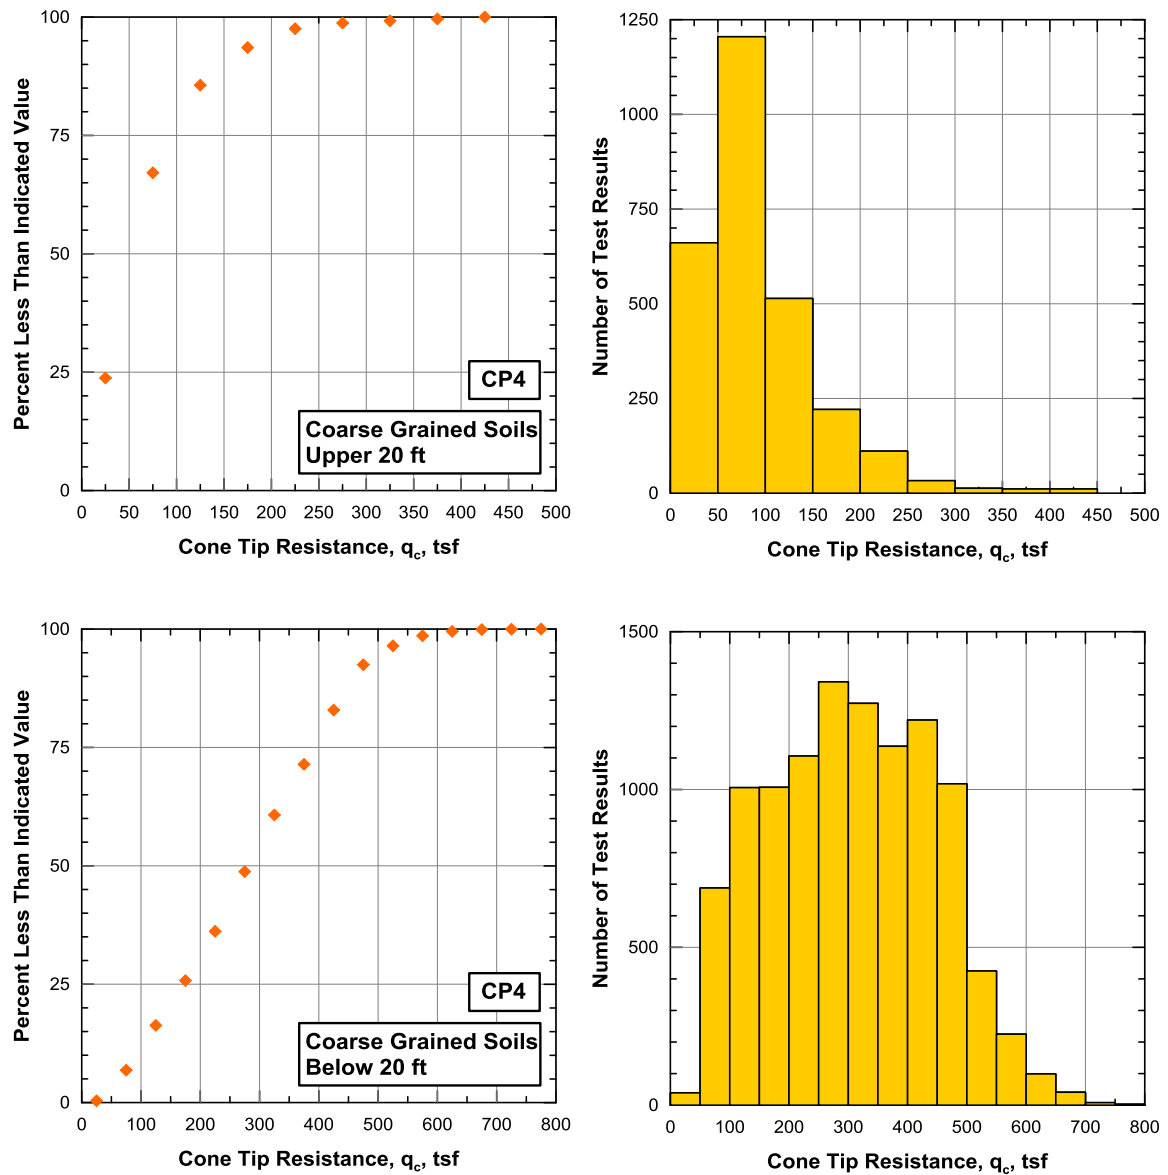 100
75
50
25
0
0 50 100 150 200 250 300 350 400 450 500
Percent Less Than Indicated Value
Cone Tip Resistance, qc, tsf
CP4
Coarse Grained Soils
Upper 20 ft
1250
1000
750
500
250
0
0 50 100 150 200 250 300 350 400 450 500
Number of Test Results
Cone Tip Resistance, qc, tsf
100
75
50
25
0
0 100 200 300 400 500 600 700 800
Percent Less Than Indicated Value
Cone Tip Resistance, qc, tsf
CP4
Coarse Grained Soils
Below 20 ft
1500
1000
500
0
0 100 200 300 400 500 600 700 800
Number of Test Results
Cone Tip Resistance, qc, tsf